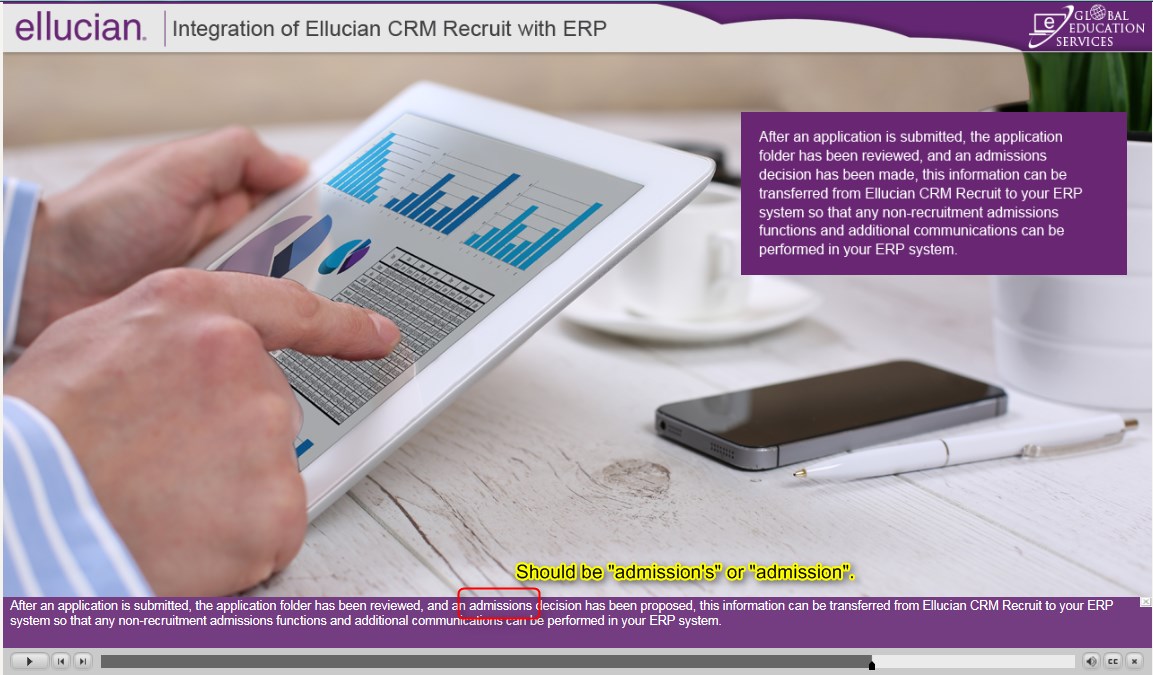 ellucian. Integration of Ellucian CRM Recruit with ERP
e GLOBAL
EDUCATION
SERVICES
After an application is submitted, the application
folder has been reviewed, and an admissions
decision has been made, this information can be
transferred from Ellucian CRM Recruit to your ERP
system so that any non-recruitment admissions
functions and additional communications can be
performed in your ERP system.
Should be "admission's" or "admission".
After an application is submitted, the application folder has been reviewed, and an admissions decision has been proposed, this information can be transferred from Ellucian CRM Recruit to your ERP
system so that any non-recruitment admissions functions and additional communications can be performed in your ERP system.
CC